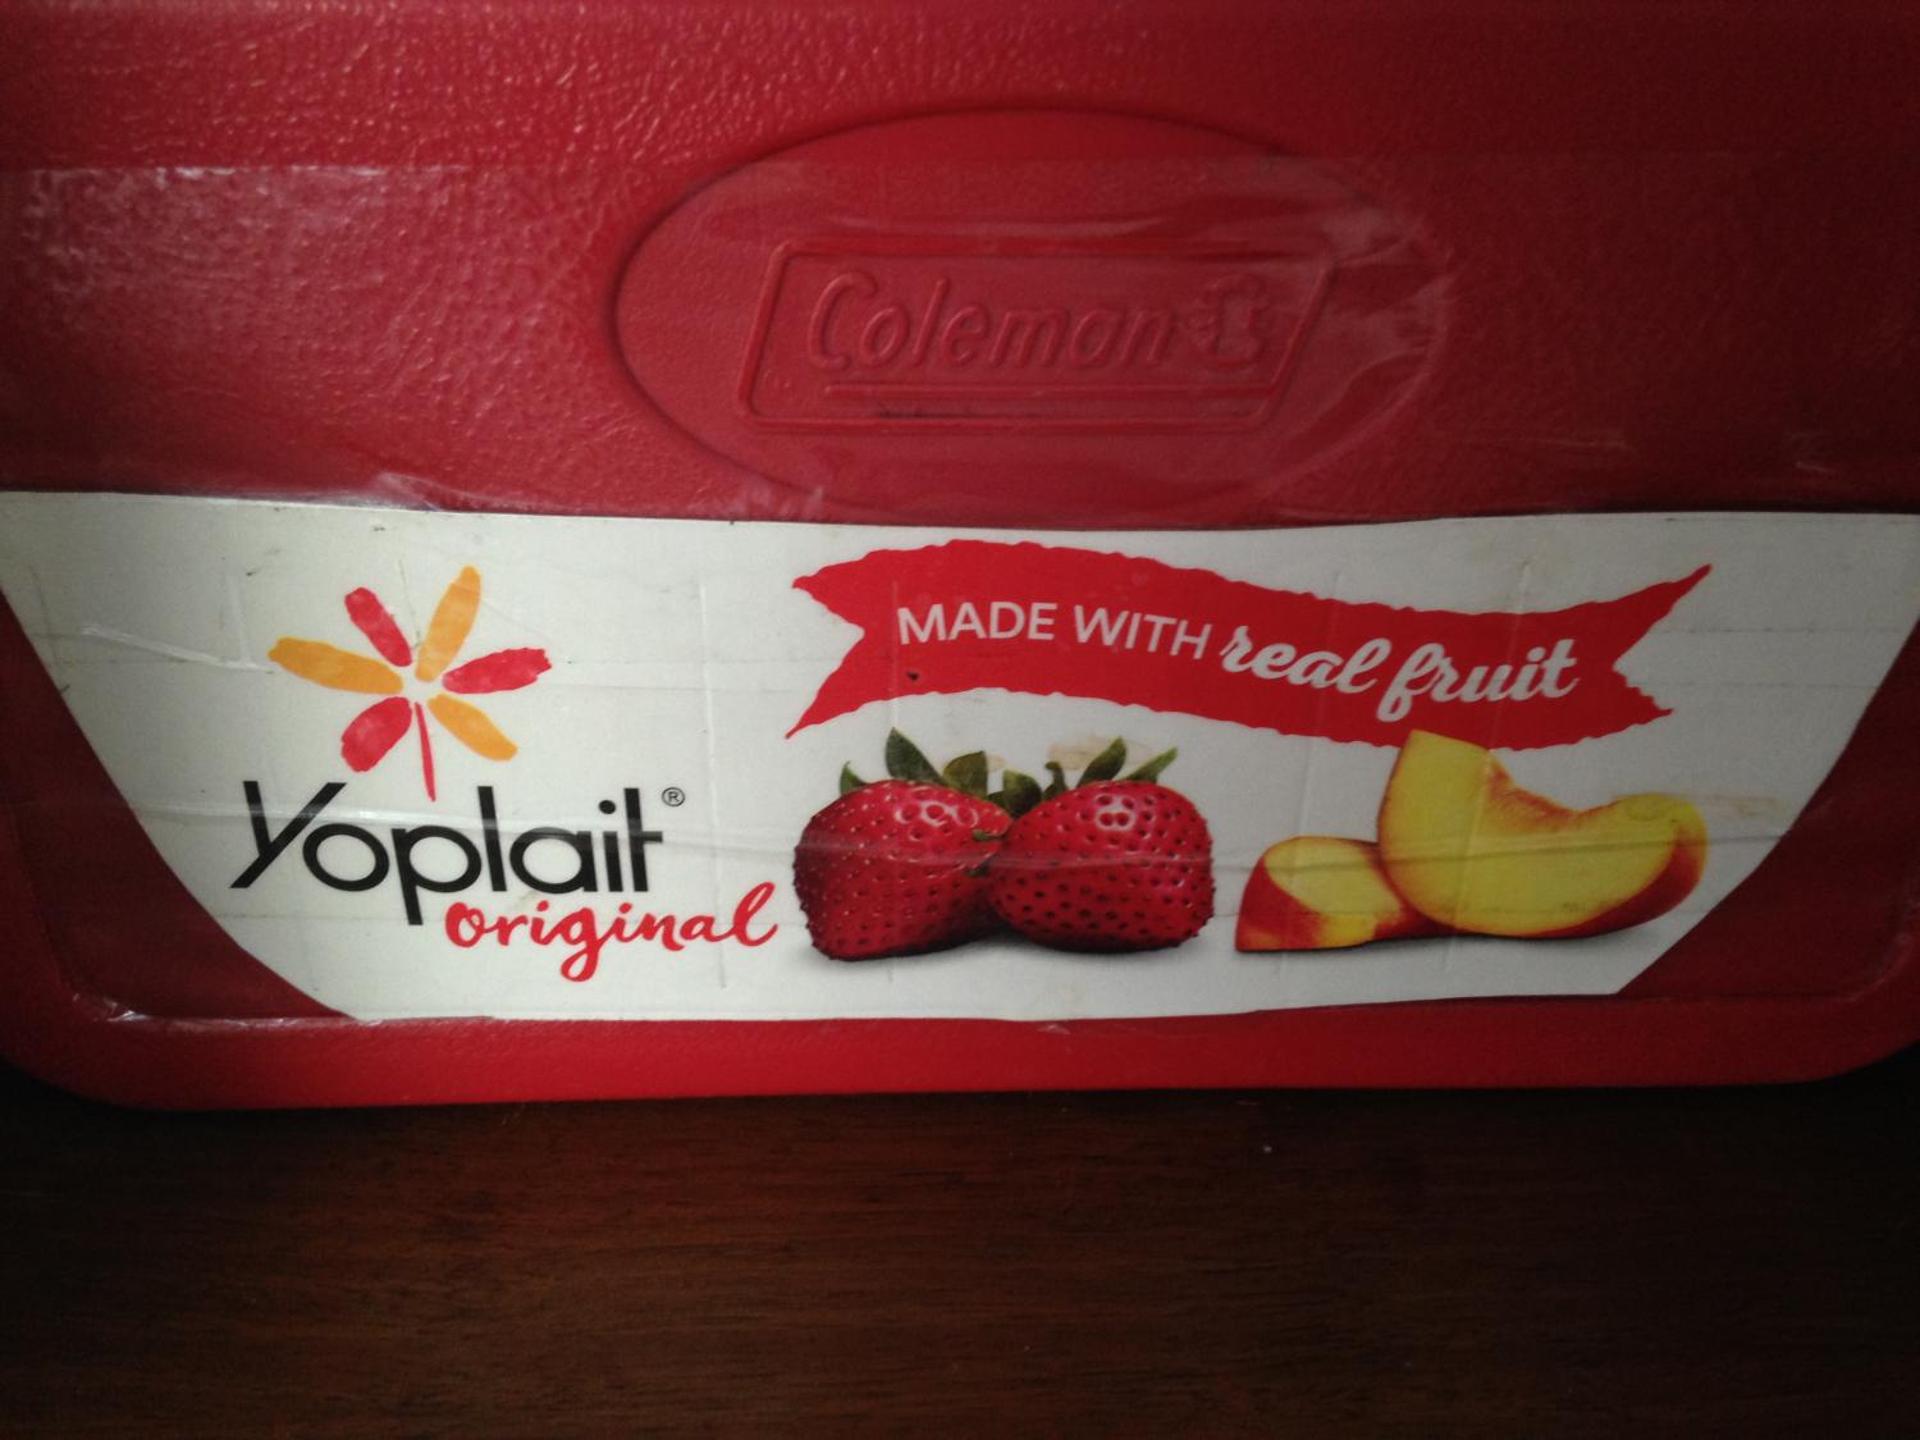 Coleman
MADE WITH real fruit
Yoplait®
original